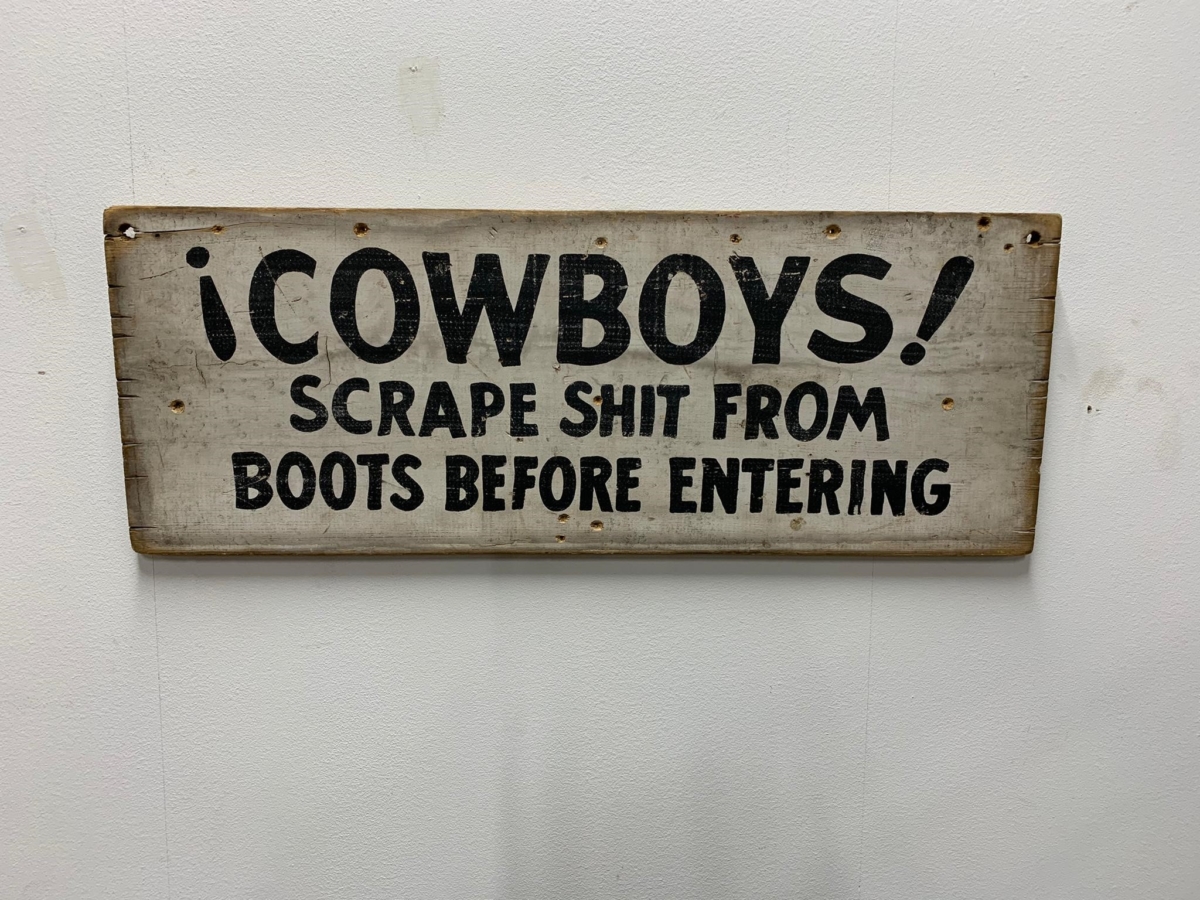 ¡COWBOYS!
SCRAPE SHIT FROM
BOOTS BEFORE ENTERING